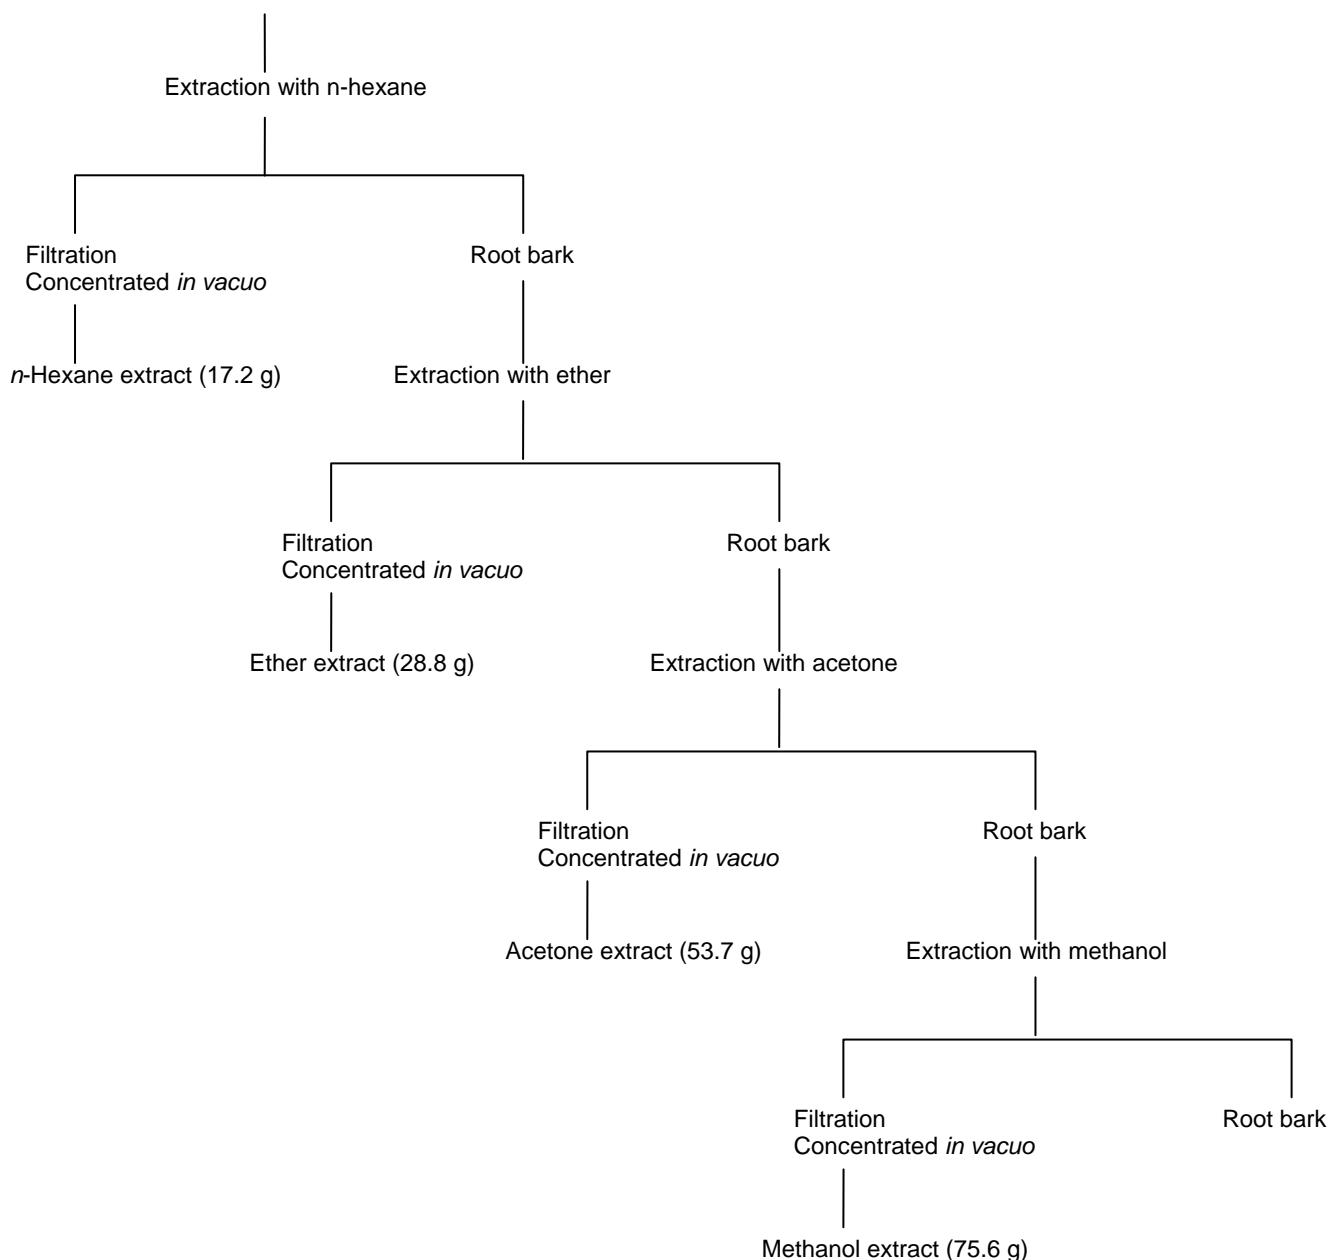 Extraction with n-hexane
Filtration
Concentrated in vacuo
Root bark
n-Hexane extract (17.2 g)
Extraction with ether
Filtration
Concentrated in vacuo
Root bark
Ether extract (28.8 g)
Extraction with acetone
Filtration
Concentrated in vacuo
Root bark
Acetone extract (53.7 g)
Extraction with methanol
Filtration
Concentrated in vacuo
Root bark
Methanol extract (75.6 g)